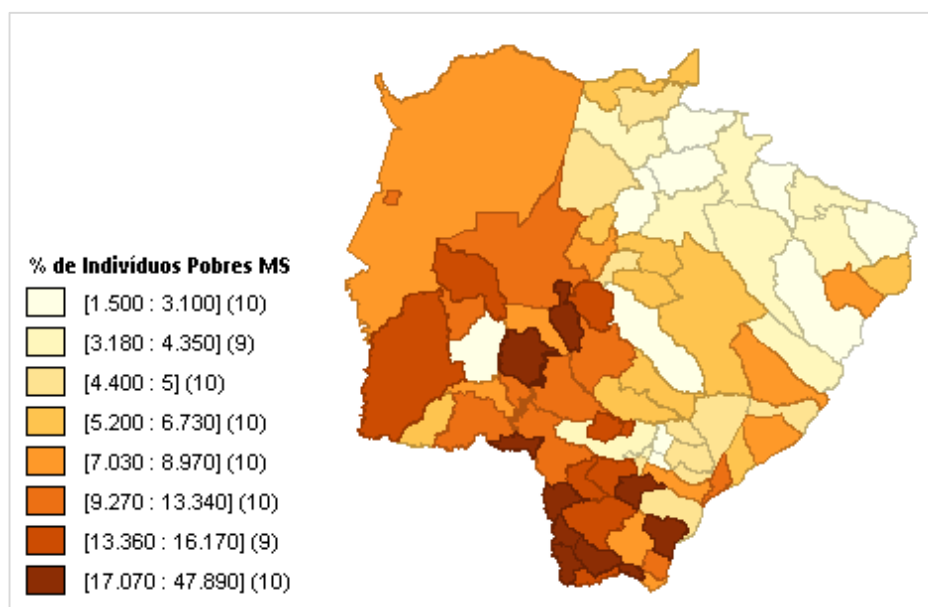 % de Indivíduos Pobres MS
[1.500 : 3.100] (10)
[3.180 : 4.350] (9)
[4.400 : 5] (10)
[5.200 : 6.730] (10)
[7.030 : 8.970] (10)
[9.270 : 13.340] (10)
[13.360 : 16.170] (9)
[17.070 : 47.890] (10)